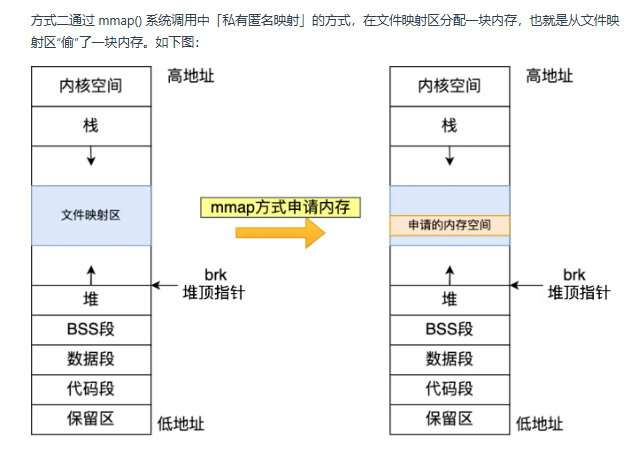 方式二通过 mmap() 系统调用中「私有匿名映射」的方式，在文件映射区分配一块内存，也就是从文件映
射区“偷”了一块内存。如下图：
内核空间
高地址
栈
文件映射区
brk
堆顶指针
堆
BSS段
数据段
代码段
保留区
低地址
mmap方式申请内存
内核空间
高地址
栈
申请的内存空间
brk
堆顶指针
堆
BSS段
数据段
代码段
保留区
低地址